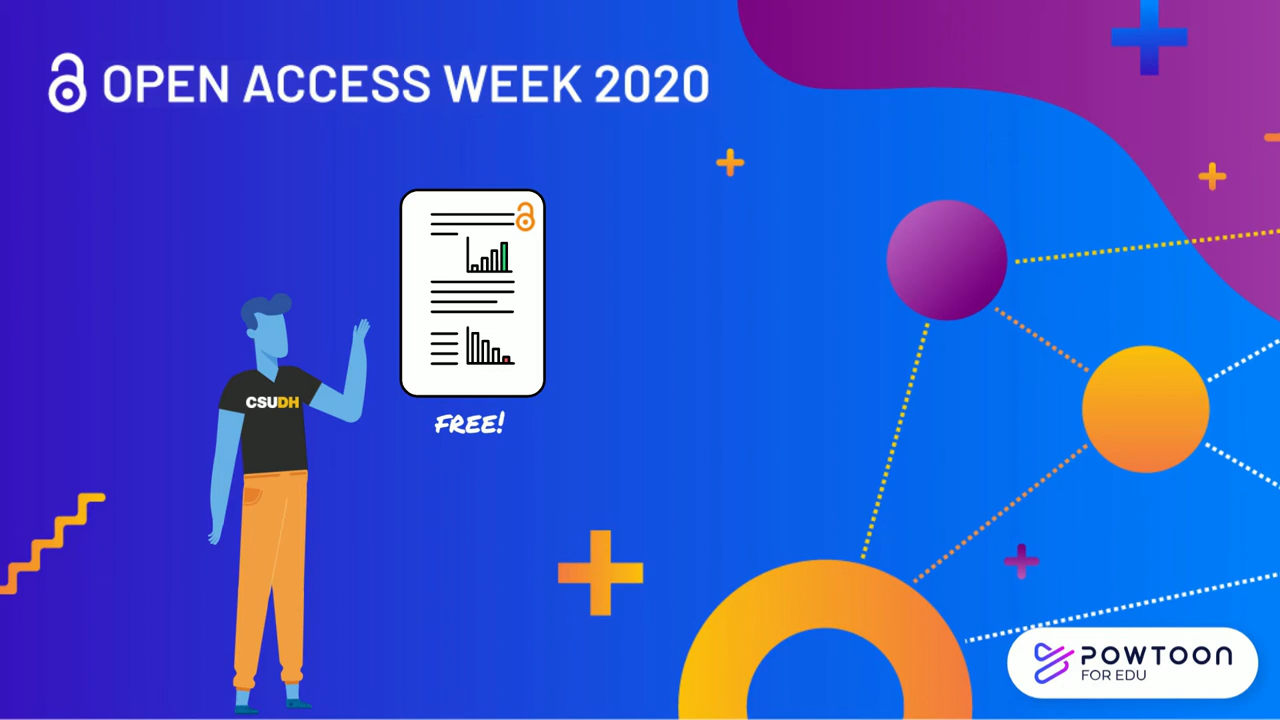 OPEN ACCESS WEEK 2020
FREE!
CSUDH
POWTOON
FOR EDU